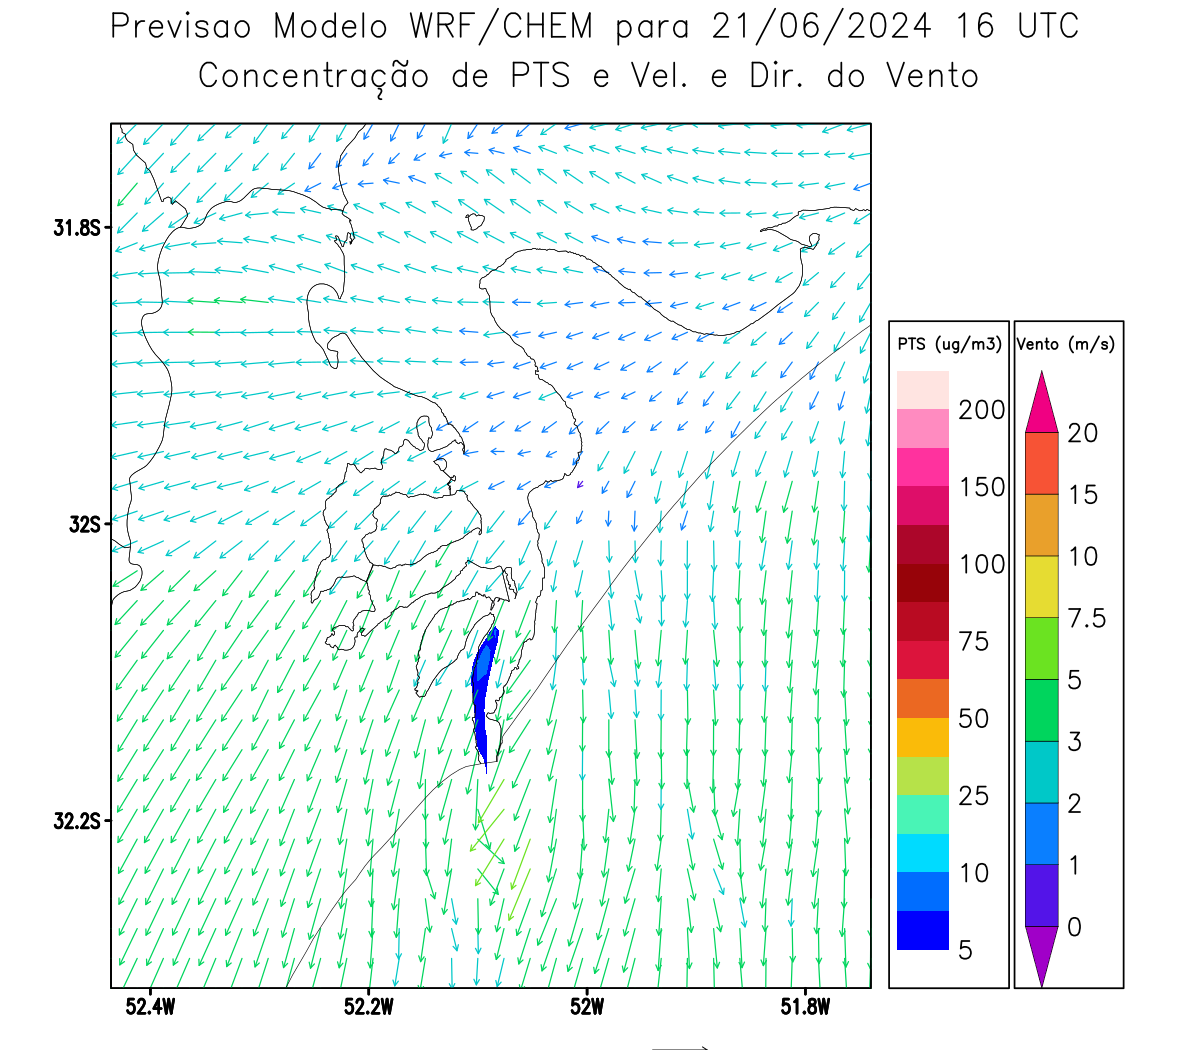 Previsao Modelo WRF/CHEM para 21/06/2024 16 UTC
Concentração de PTS e Vel. e Dir. do Vento
31.8S
32S
32.2S
52.4W 52.2W 52W 51.8W
PTS (ug/m3)
200
150
100
75
50
25
10
5
Vento (m/s)
20
15
10
7.5
5
3
2
1
0